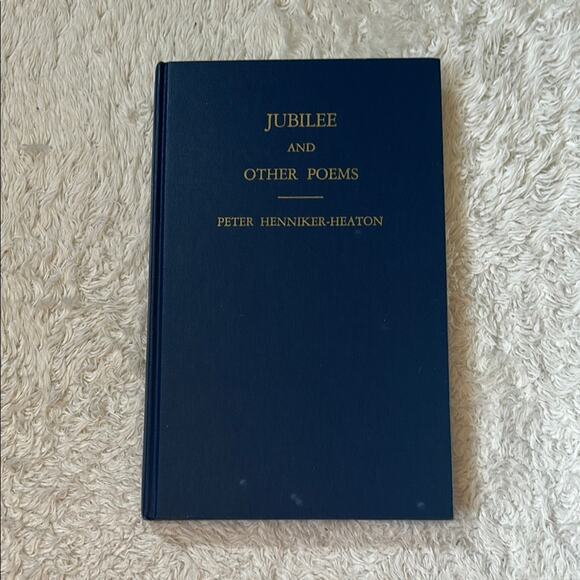 JUBILEE
AND
OTHER POEMS
PETER HENNIKER-HEATON